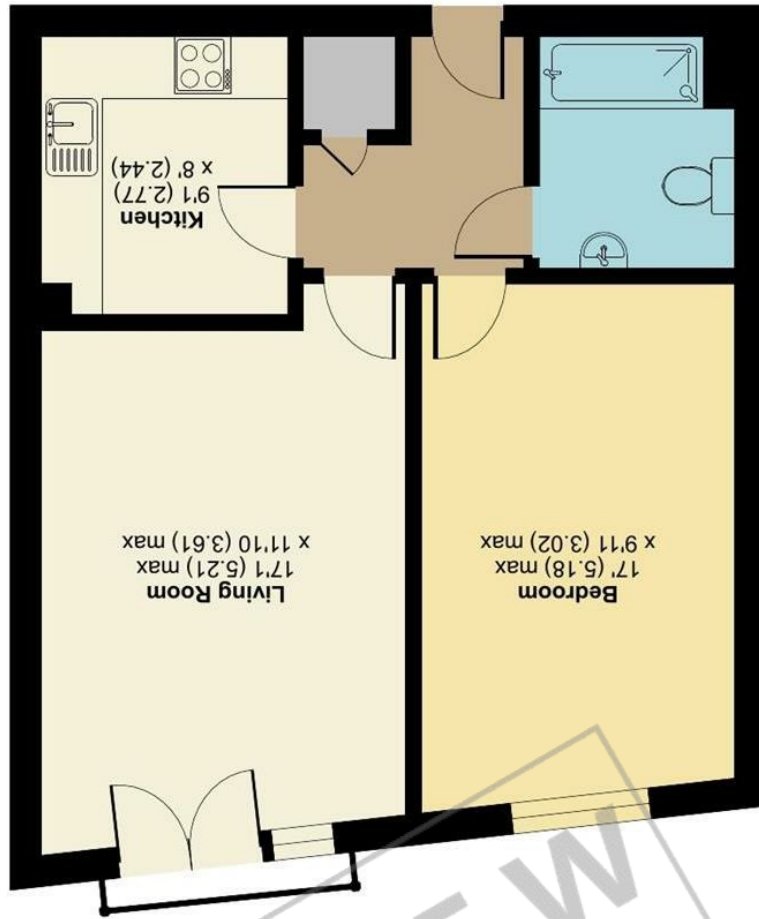 Living Room
17'1 (5.21) max
x 11'10 (3.61) max
Bedroom
17' (5.18) max
x 9'11 (3.02) max
Kitchen
9'1 (2.77)
x 8' (2.44)
EW